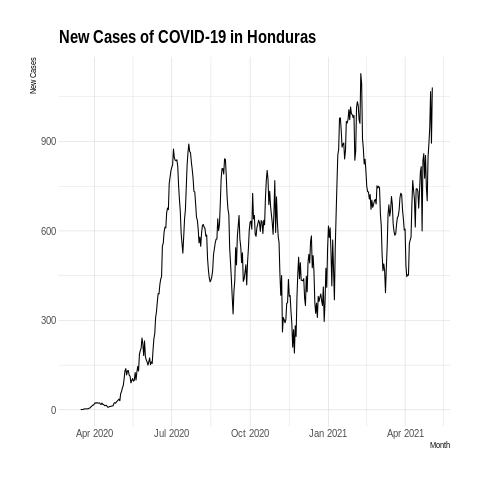 New Cases of COVID-19 in Honduras
New Cases
900
600
300
0
Apr 2020
Jul 2020
Oct 2020
Jan 2021
Apr 2021
Month